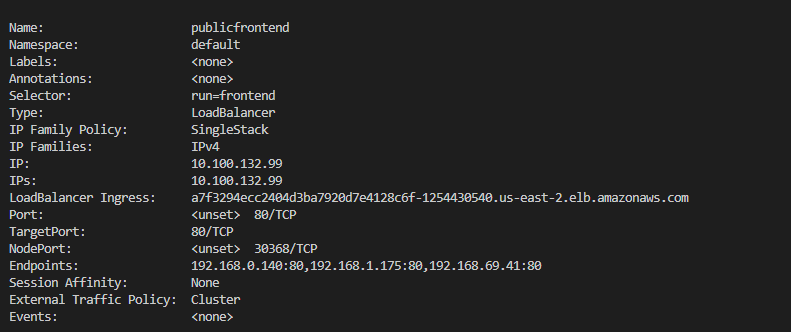 Name: publicfrontend
Namespace: default
Labels: <none>
Annotations: <none>
Selector: run=frontend
Type: LoadBalancer
IP Family Policy: SingleStack
IP Families: IPv4
IP: 10.100.132.99
IPs: 10.100.132.99
LoadBalancer Ingress: a7f3294ecc2404d3ba7920d7e4128c6f-1254430540.us-east-2.elb.amazonaws.com
Port: <unset> 80/TCP
TargetPort: 80/TCP
NodePort: <unset> 30368/TCP
Endpoints: 192.168.0.140:80,192.168.1.175:80,192.168.69.41:80
Session Affinity: None
External Traffic Policy: Cluster
Events: <none>